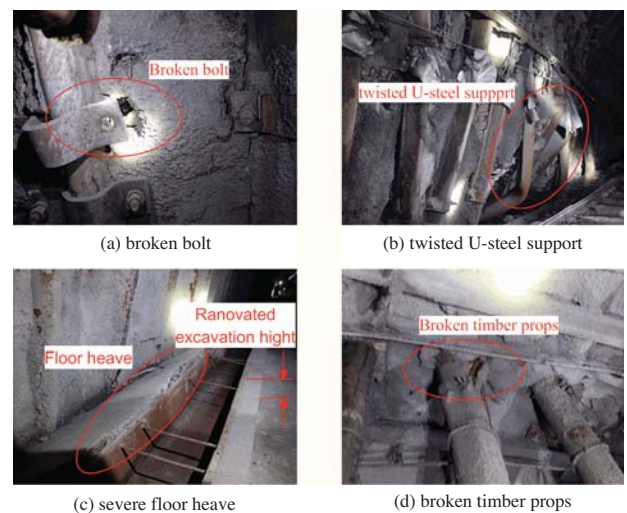 Broken bolt
twisted U-steel suppprt
(a) broken bolt
(b) twisted U-steel support
Ranovated
excavation hight
Floor heave
Broken timber props
(c) severe floor heave
(d) broken timber props